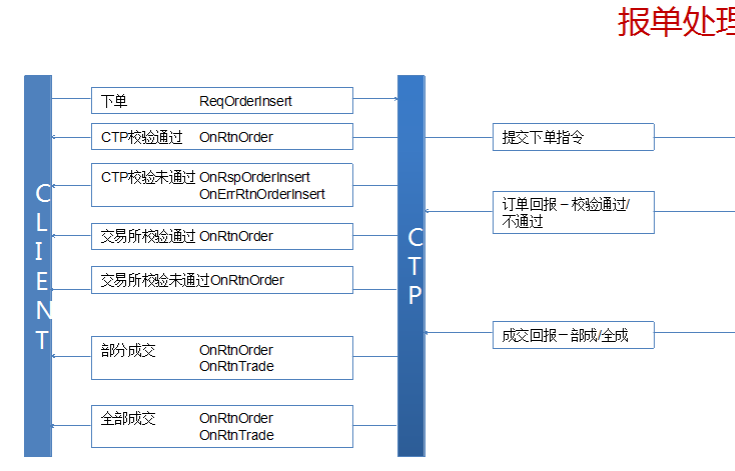 报单处理
CLIENT
下单 ReqOrderInsert
CTP校验通过 OnRtnOrder
CTP校验未通过 OnRspOrderInsert
OnErrRtnOrderInsert
交易所校验通过 OnRtnOrder
交易所校验未通过OnRtnOrder
部分成交 OnRtnOrder
OnRtnTrade
全部成交 OnRtnOrder
OnRtnTrade
CTP
提交下单指令
订单回报－校验通过/
不通过
成交回报－部成/全成